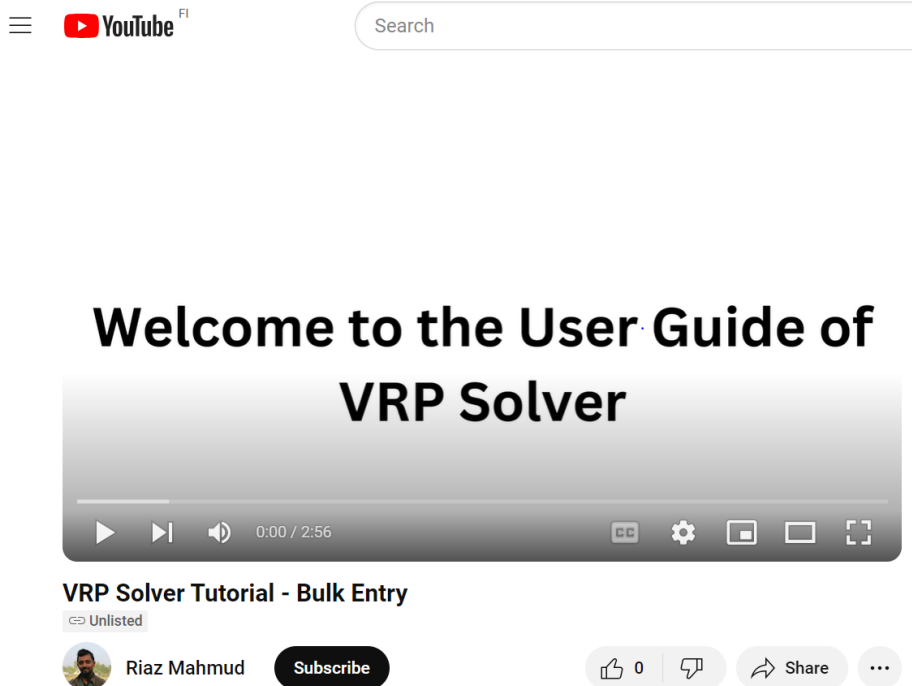 YouTube FI
Search
Welcome to the User Guide of
VRP Solver
0:00 / 2:56
CC
VRP Solver Tutorial - Bulk Entry
Unlisted
Riaz Mahmud
Subscribe
0
Share